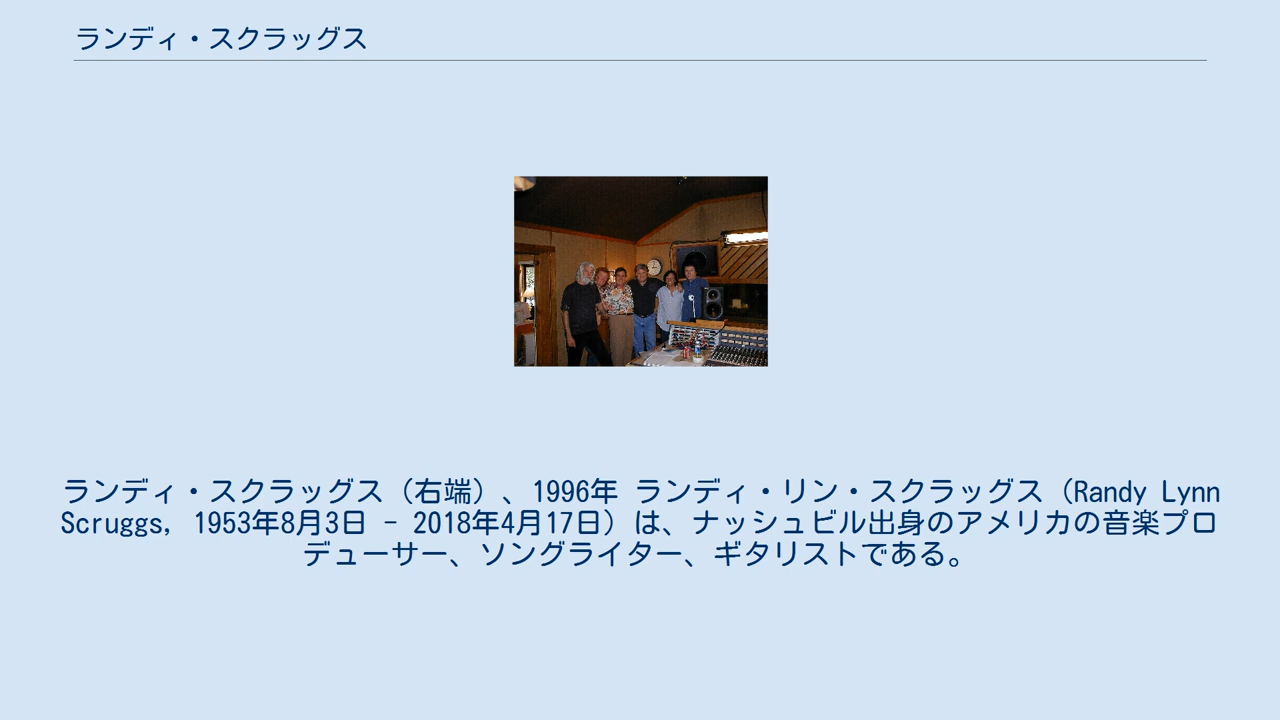 ランディ・スクラッグス
ランディ・スクラッグス（右端）、1996年 ランディ・リン・スクラッグス（Randy Lynn
Scruggs, 1953年8月3日 - 2018年4月17日）は、ナッシュビル出身のアメリカの音楽プロ
デューサー、ソングライター、ギタリストである。